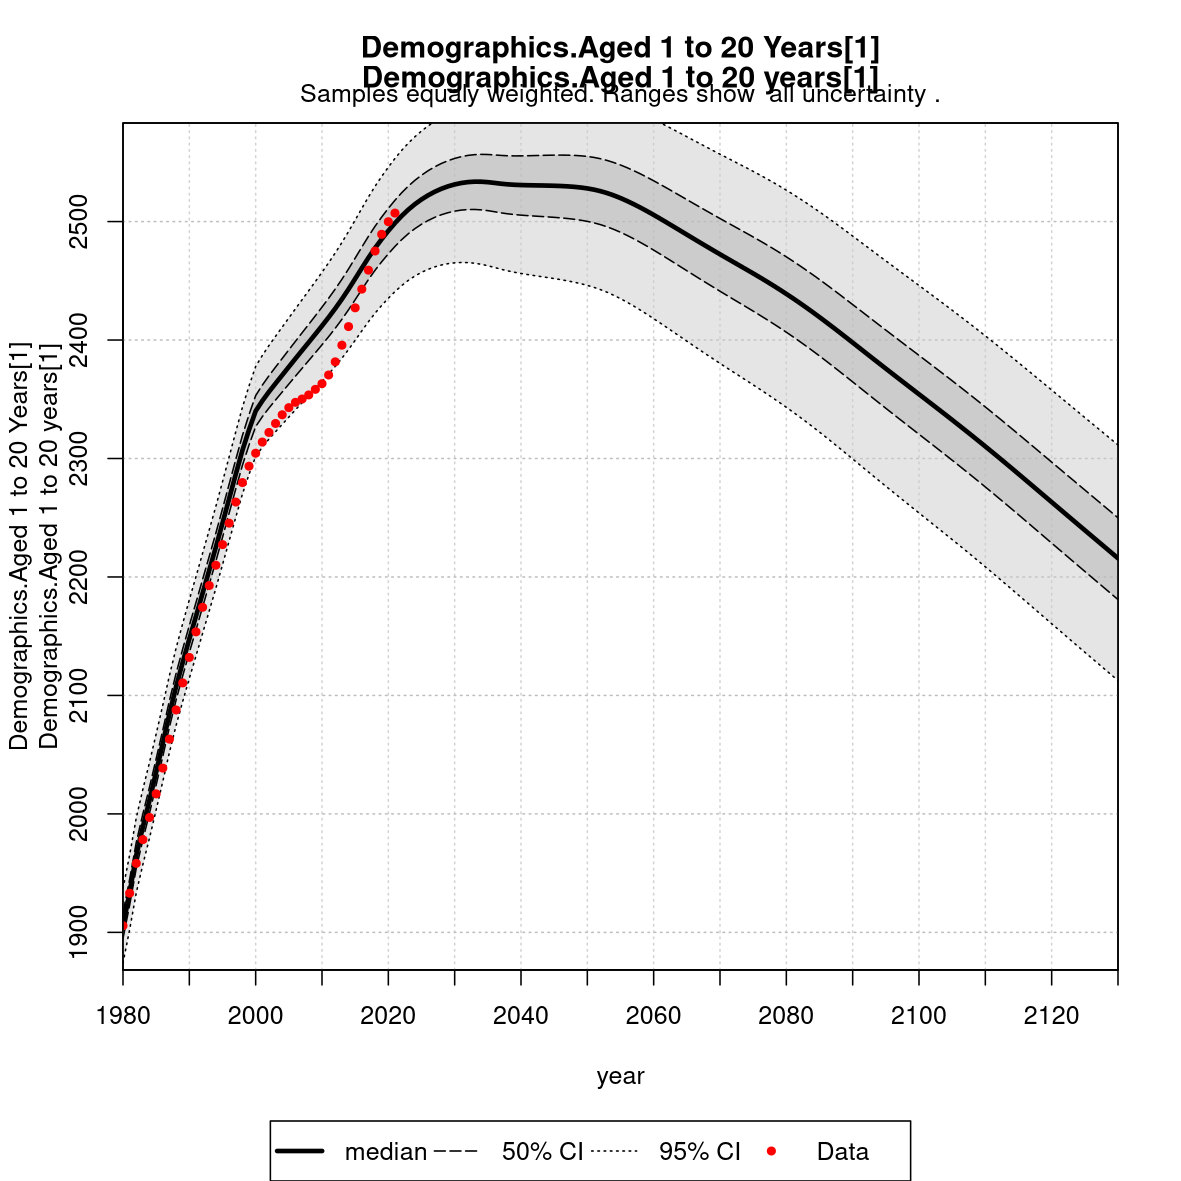 Demographics.Aged 1 to 20 Years[1]
Demographics.Aged 1 to 20 years[1]
Samples equaly weighted. Ranges show  all uncertainty .
Demographics.Aged 1 to 20 Years[1]
Demographics.Aged 1 to 20 years[1]
2500
2400
2300
2200
2100
2000
1900
1980 2000 2020 2040 2060 2080 2100 2120
year
median 50% CI 95% CI Data